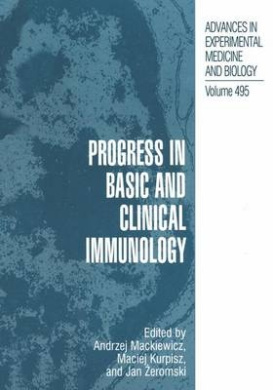 ADVANCES IN
EXPERIMENTAL
MEDICINE
AND BIOLOGY
Volume 495
PROGRESS IN
BASIC AND
CLINICAL
IMMUNOLOGY
Edited by
Andrzej Mackiewicz,
Maciej Kurpisz,
and Jan Żeromski